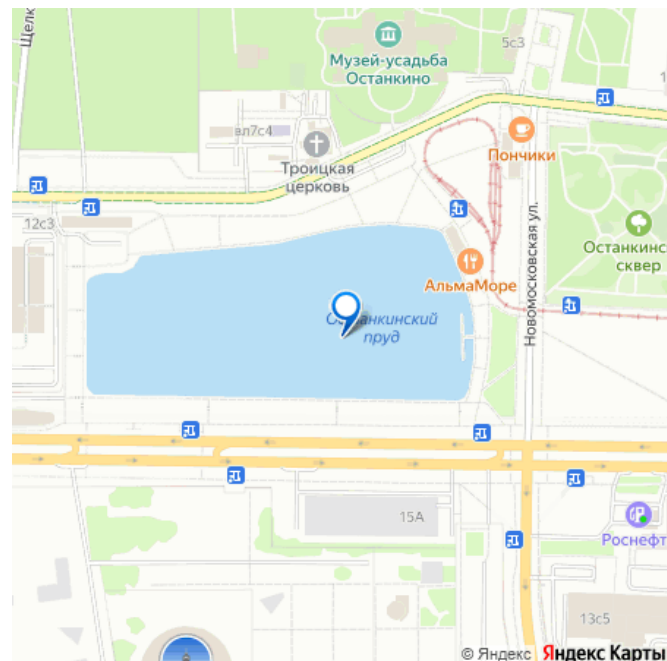 Щелк
5с3
Музей-усадьба
Останкино
вл7с4
Пончики
Троицкая
церковь
12с3
Новомосковская ул.
Останкинс
сквер
АльмаМоре
Останкинский
пруд
15А
Роснефт
13с5
© Яндекс Яндекс Карты